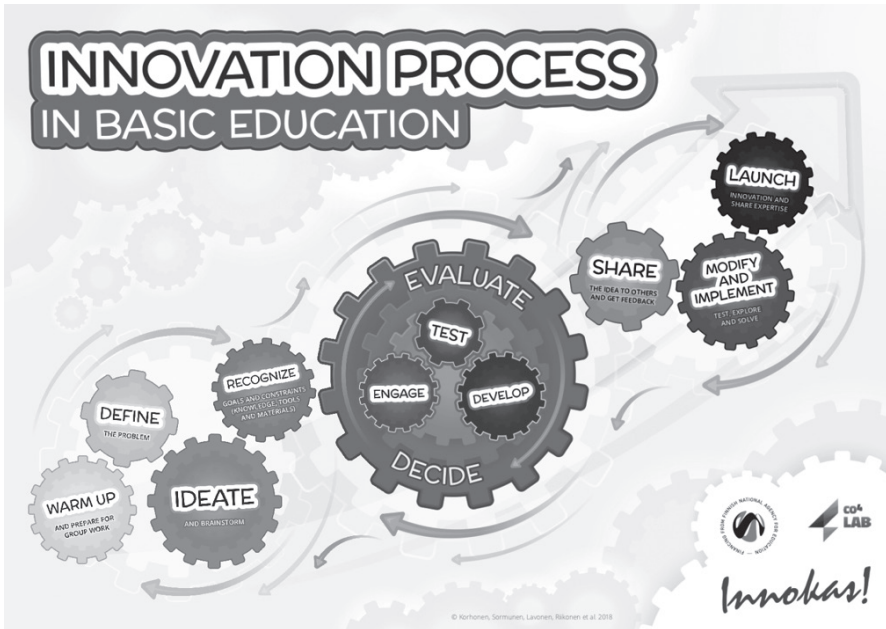 INNOVATION PROCESS
IN BASIC EDUCATION
WARM UP
AND PREPARE FOR
GROUP WORK
DEFINE
THE PROBLEM
IDEATE
AND BRAINSTORM
RECOGNIZE
GOALS AND CONSTRAINTS
(KNOWLEDGE, TOOLS
AND MATERIALS)
EVALUATE
TEST
ENGAGE
DEVELOP
DECIDE
SHARE
THE IDEA TO OTHERS
AND GET FEEDBACK
MODIFY
AND
IMPLEMENT
TEST, EXPLORE
AND SOLVE
LAUNCH
INNOVATION AND
SHARE EXPERTISE
FINANCING FROM FINNISH NATIONAL AGENCY FOR EDUCATION
CO4
LAB
Innokas!
© Korhonen, Sormunen, Lavonen, Riikonen et al. 2018